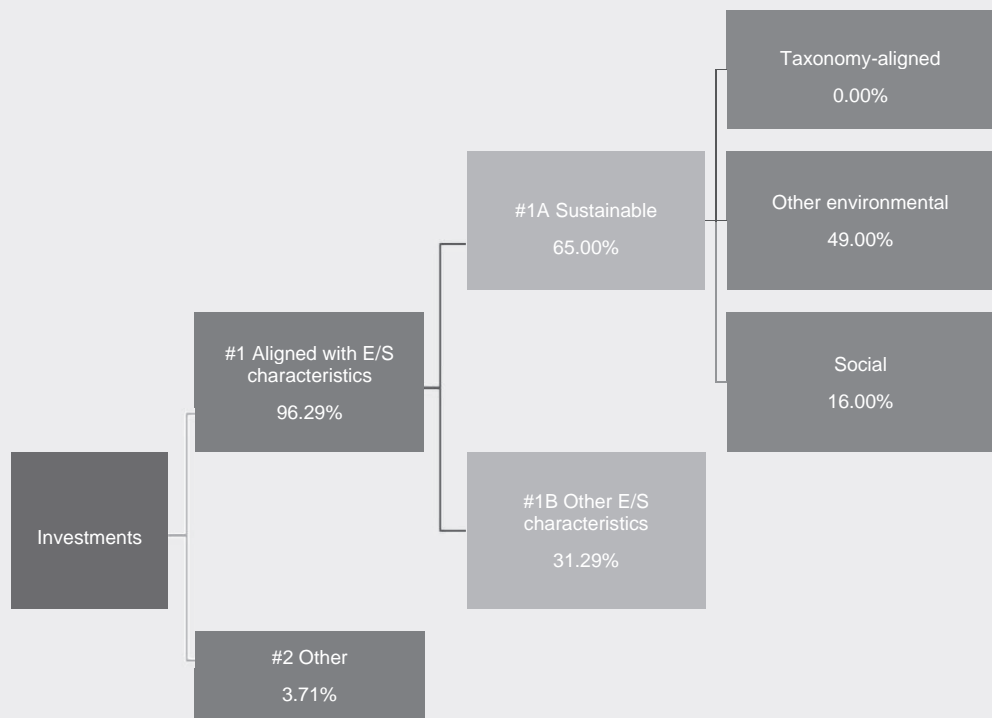 Investments
#1 Aligned with E/S
characteristics
96.29%
#2 Other
3.71%
#1A Sustainable
65.00%
#1B Other E/S
characteristics
31.29%
Taxonomy-aligned
0.00%
Other environmental
49.00%
Social
16.00%